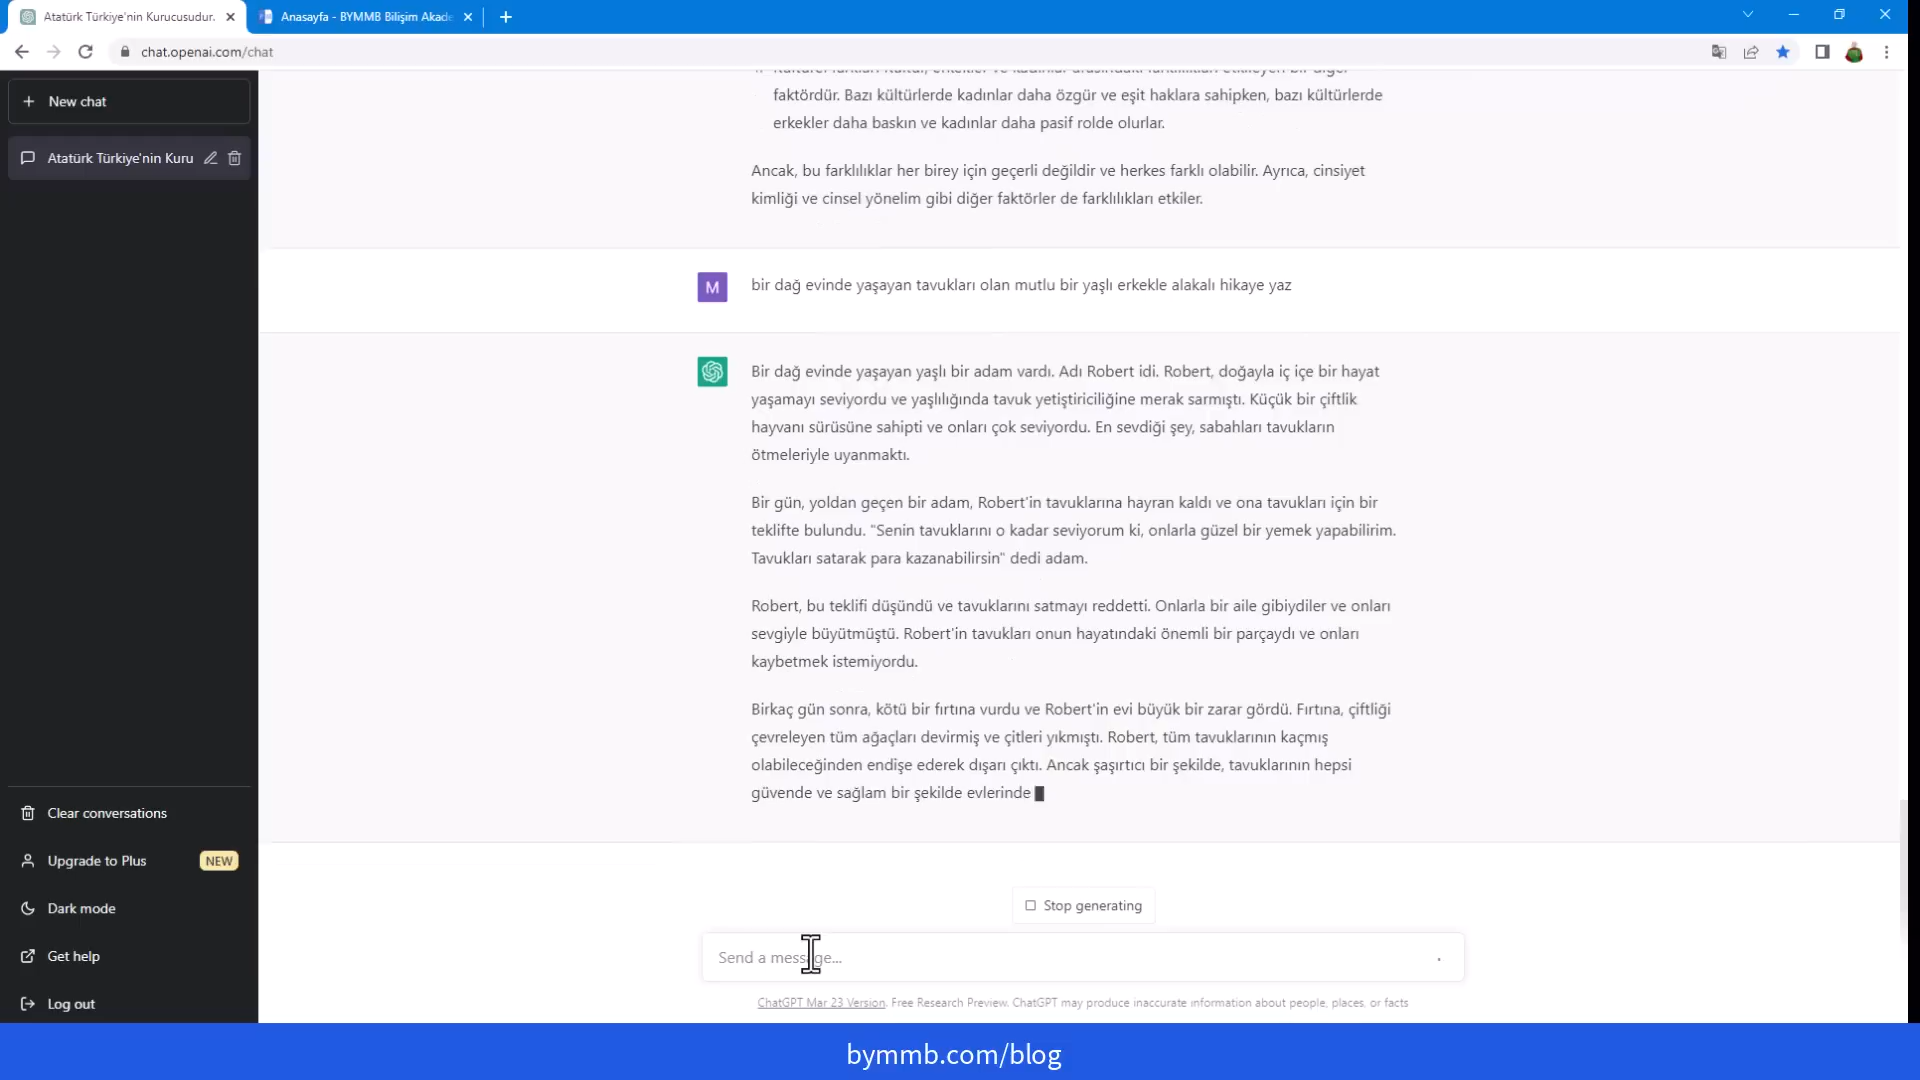 Atatürk Türkiye'nin Kurucusudur.
Anasayfa - BYMMB Bilişim Akade
chat.openai.com/chat
New chat
Atatürk Türkiye'nin Kuru
Clear conversations
Upgrade to Plus NEW
Dark mode
Get help
Log out
faktördür. Bazı kültürlerde kadınlar daha özgür ve eşit haklara sahipken, bazı kültürlerde
erkekler daha baskın ve kadınlar daha pasif rolde olurlar.
Ancak, bu farklılıklar her birey için geçerli değildir ve herkes farklı olabilir. Ayrıca, cinsiyet
kimliği ve cinsel yönelim gibi diğer faktörler de farklılıkları etkiler.
M
bir dağ evinde yaşayan tavukları olan mutlu bir yaşlı erkekle alakalı hikaye yaz
Bir dağ evinde yaşayan yaşlı bir adam vardı. Adı Robert idi. Robert, doğayla iç içe bir hayat
yaşamayı seviyordu ve yaşlılığında tavuk yetiştiriciliğine merak sarmıştı. Küçük bir çiftlik
hayvanı sürüsüne sahipti ve onları çok seviyordu. En sevdiği şey, sabahları tavukların
ötmeleriyle uyanmaktı.
Bir gün, yoldan geçen bir adam, Robert'in tavuklarına hayran kaldı ve ona tavukları için bir
teklifte bulundu. "Senin tavuklarını o kadar seviyorum ki, onlarla güzel bir yemek yapabilirim.
Tavukları satarak para kazanabilirsin" dedi adam.
Robert, bu teklifi düşündü ve tavuklarını satmayı reddetti. Onlarla bir aile gibiydiler ve onları
sevgiyle büyütmüştü. Robert'in tavukları onun hayatındaki önemli bir parçaydı ve onları
kaybetmek istemiyordu.
Birkaç gün sonra, kötü bir fırtına vurdu ve Robert'in evi büyük bir zarar gördü. Fırtına, çiftliği
çevreleyen tüm ağaçları devirmiş ve çitleri yıkmıştı. Robert, tüm tavuklarının kaçmış
olabileceğinden endişe ederek dışarı çıktı. Ancak şaşırtıcı bir şekilde, tavuklarının hepsi
güvende ve sağlam bir şekilde evlerinde
Stop generating
Send a message...
ChatGPT Mar 23 Version. Free Research Preview. ChatGPT may produce inaccurate information about people, places, or facts
bymmb.com/blog